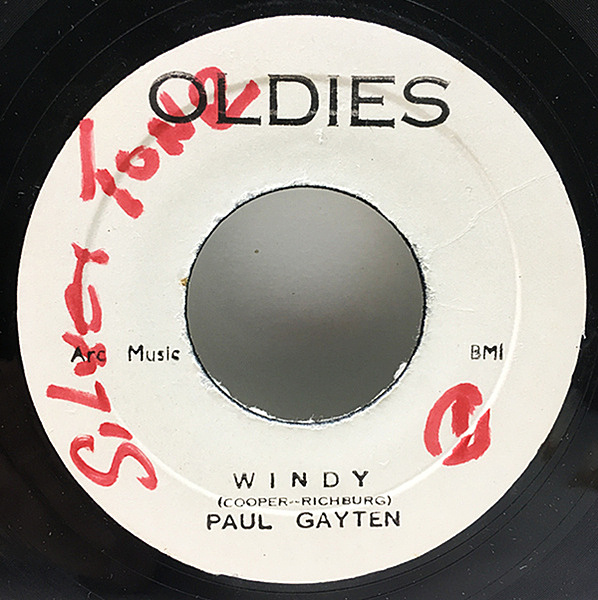 OLDIES
Arc Music BMI
WINDY
(COOPER--RICHBURG)
PAUL GAYTEN